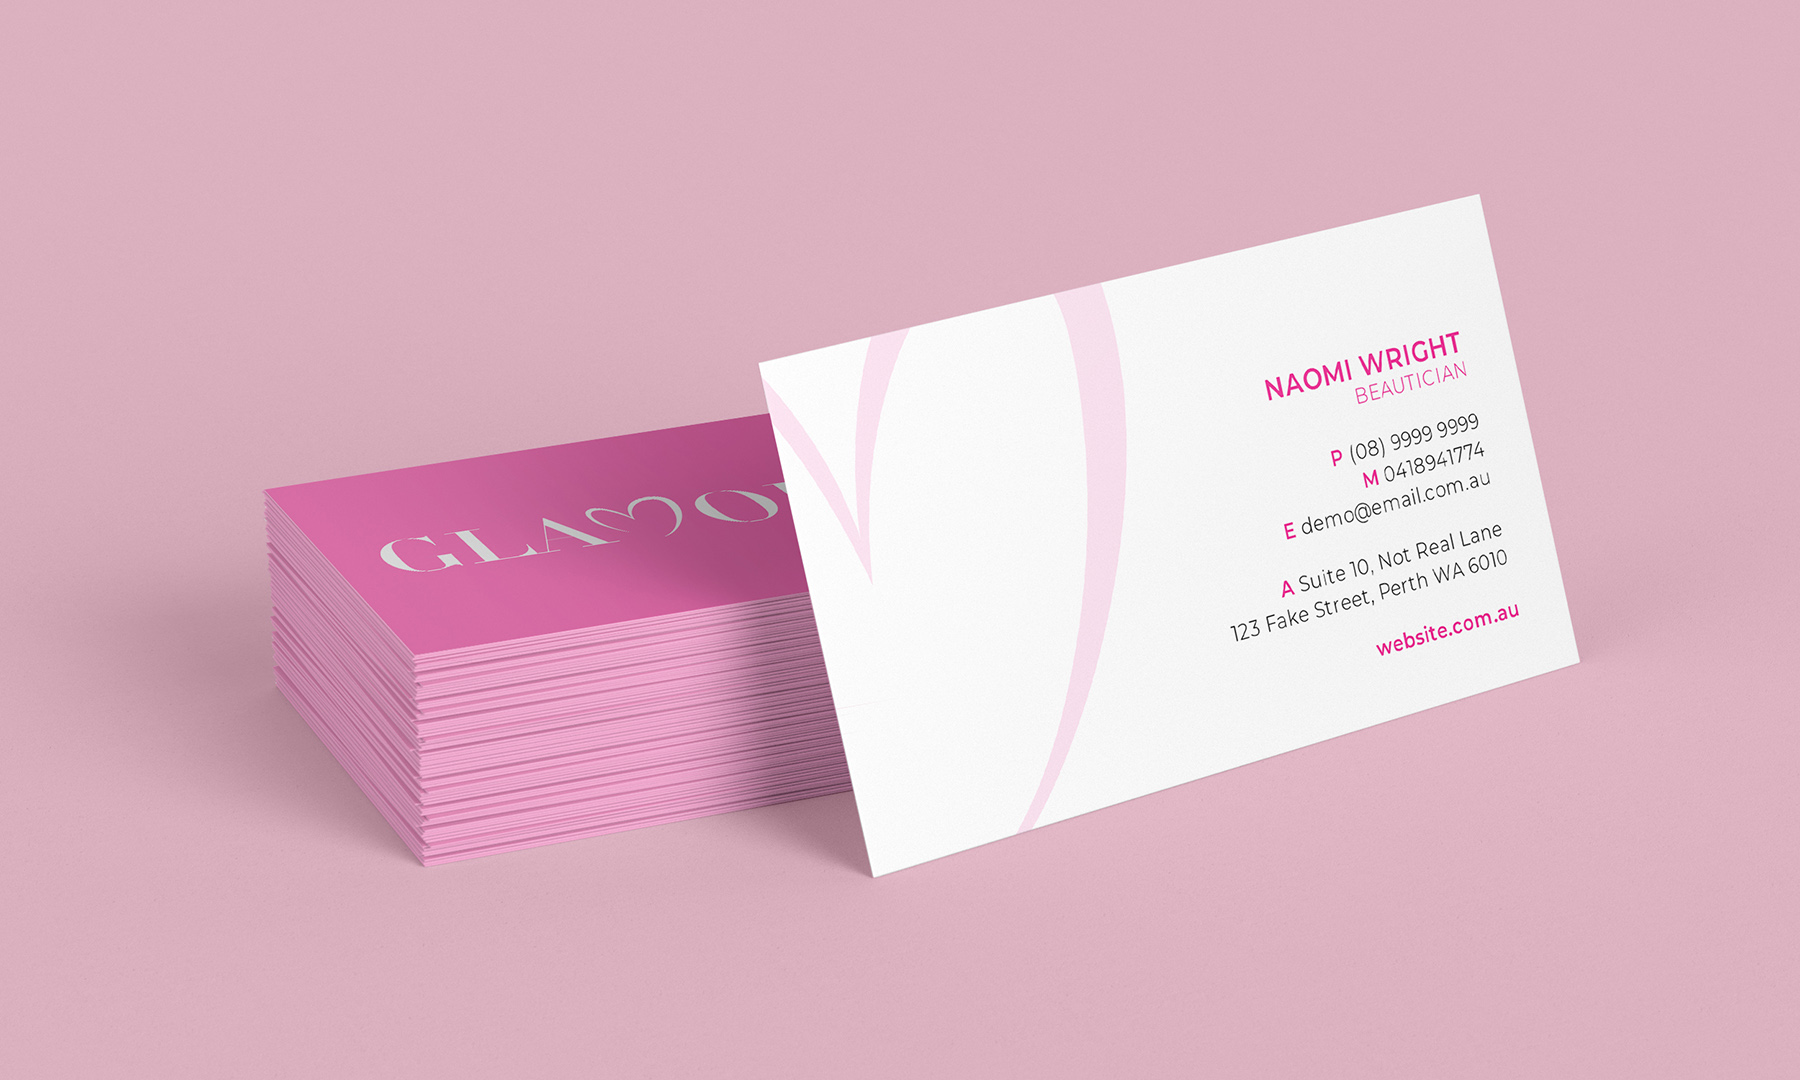 GLA
NAOMI WRIGHT
BEAUTICIAN
P (08) 9999 9999
M 0418941774
E demo@email.com.au
A Suite 10, Not Real Lane
123 Fake Street, Perth WA 6010
website.com.au